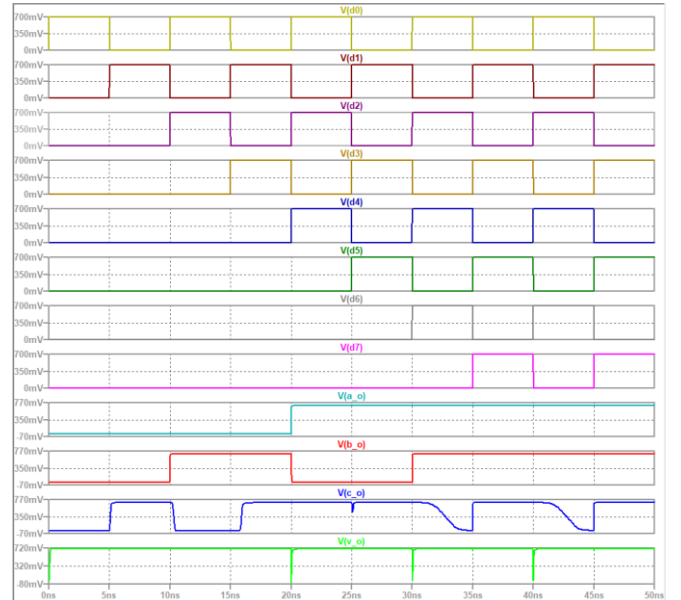 V(d0)
700mV
350mV
0mV
V(d1)
700mV
350mV
0mV
V(d2)
700mV
350mV
0mV
V(d3)
700mV
350mV
0mV
V(d4)
700mV
350mV
0mV
V(d5)
700mV
350mV
0mV
V(d6)
700mV
350mV
0mV
V(d7)
700mV
350mV
0mV
V(a_o)
770mV
350mV
-70mV
V(b_o)
770mV
350mV
-70mV
V(c_o)
770mV
350mV
-70mV
V(v_o)
720mV
320mV
-80mV
0ns 5ns 10ns 15ns 20ns 25ns 30ns 35ns 40ns 45ns 50ns